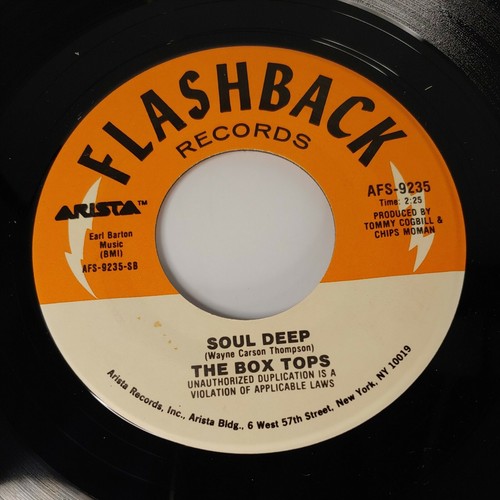 FLASHBACK
RECORDS
ARISTA™
Earl Barton
Music
(BMI)
AFS-9235-SB
AFS-9235
Time: 2:25
PRODUCED BY
TOMMY COGBILL &
CHIPS MOMAN
SOUL DEEP
(Wayne Carson Thompson)
THE BOX TOPS
UNAUTHORIZED DUPLICATION IS A
VIOLATION OF APPLICABLE LAWS
Arista Records, Inc., Arista Bldg., 6 West 57th Street, New York, NY 10019